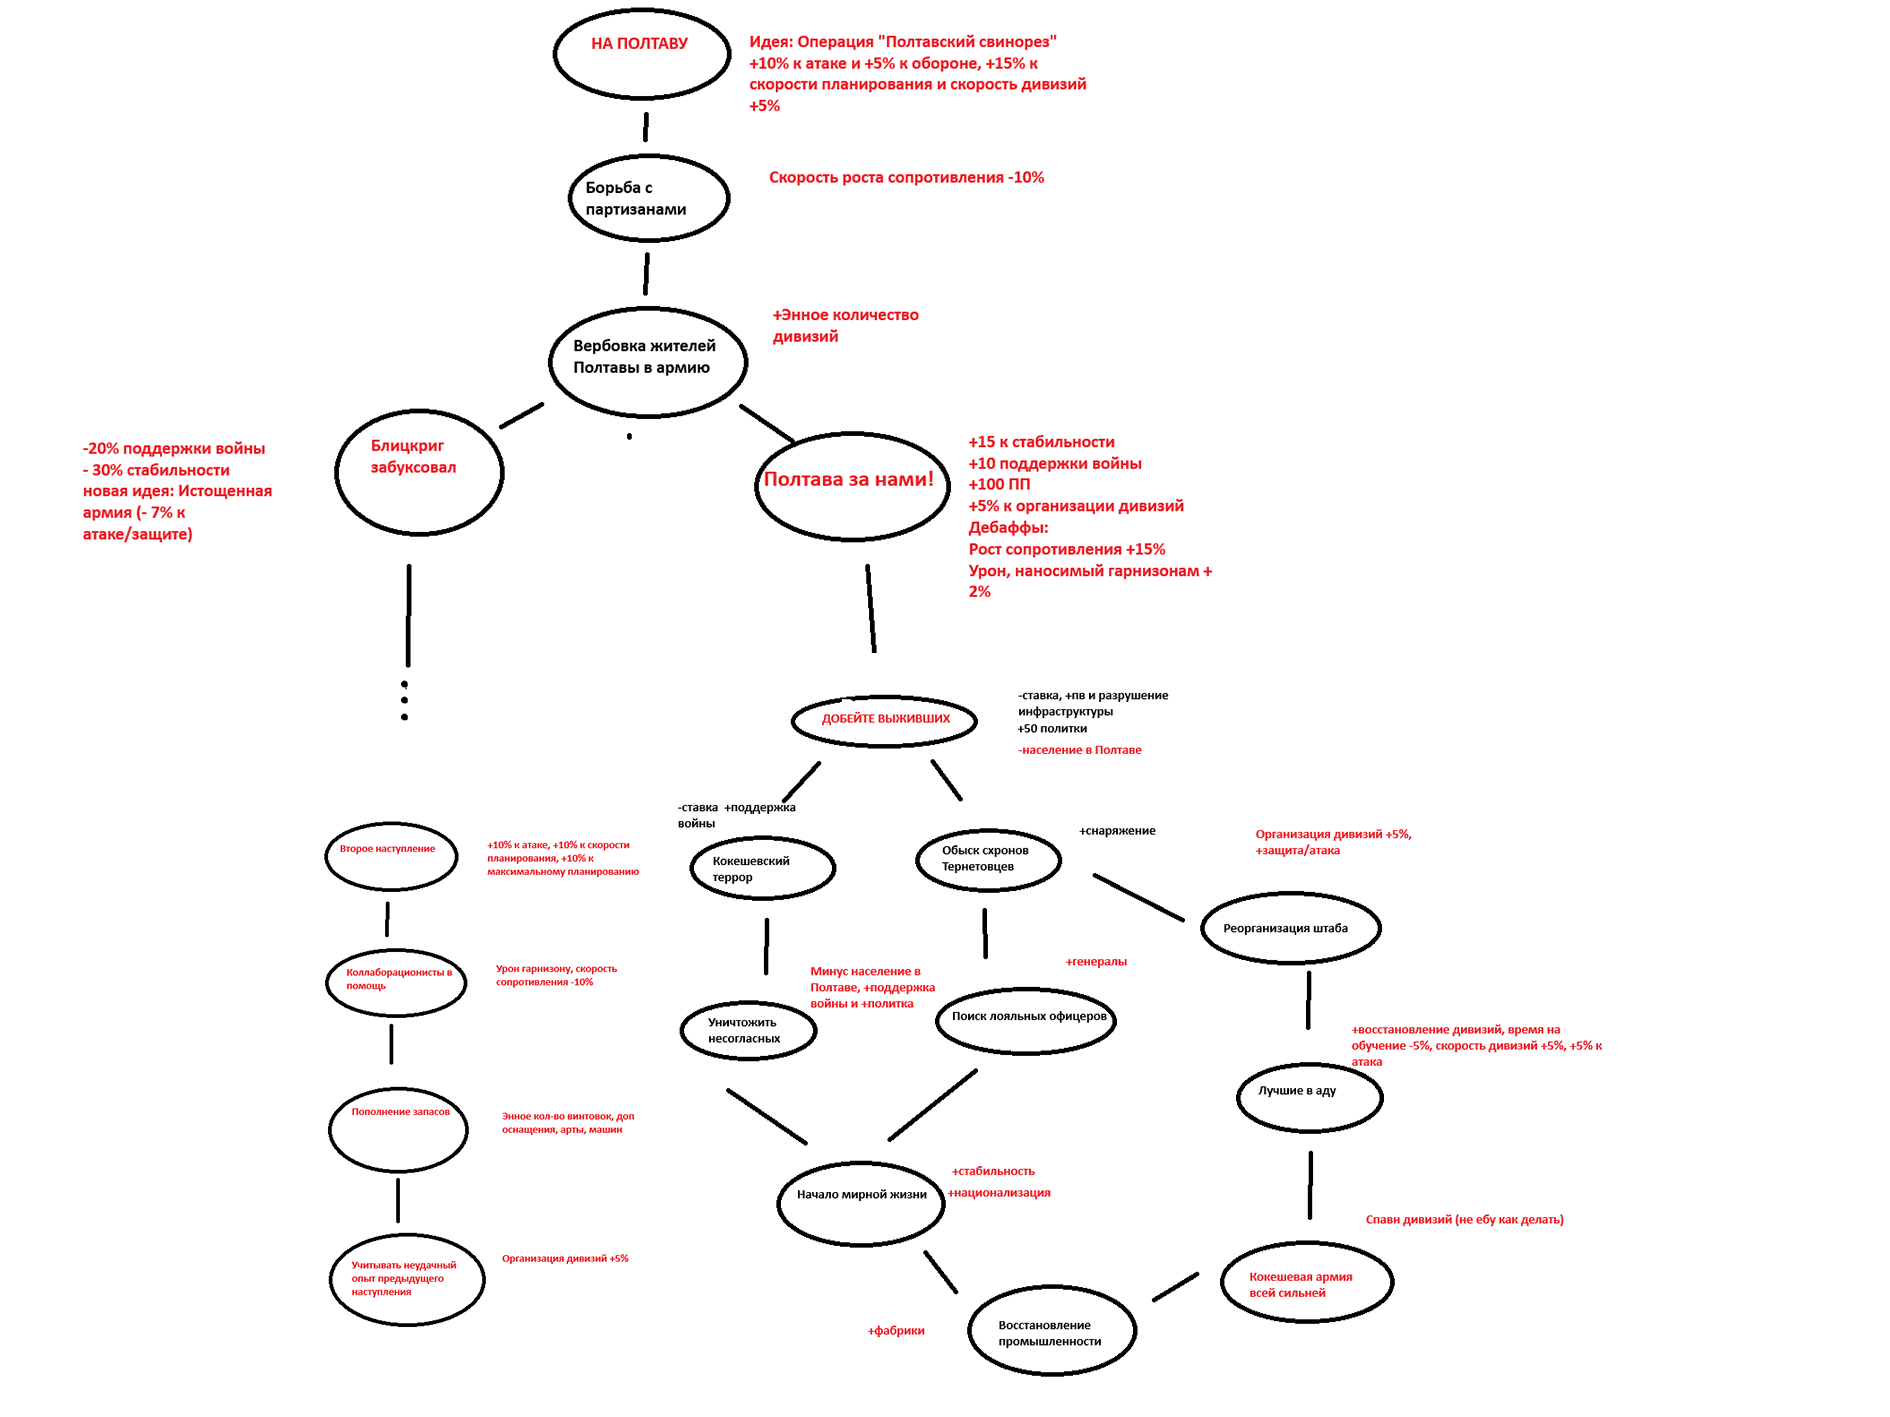 НА ПОЛТАВУ
Идея: Операция "Полтавский свинорез"
+10% к атаке и +5% к обороне, +15% к
скорости планирования и скорость дивизий
+5%
Борьба с
партизанами
Скорость роста сопротивления -10%
+Энное количество
дивизий
Вербовка жителей
Полтавы в армию
Блицкриг
забуксовал
-20% поддержки войны
- 30% стабильности
новая идея: Истощенная
армия (- 7% к
атаке/защите)
Полтава за нами!
+15 к стабильности
+10 поддержки войны
+100 ПП
+5% к организации дивизий
Дебаффы:
Рост сопротивления +15%
Урон, наносимый гарнизонам +
2%
ДОБЕЙТЕ ВЫЖИВШИХ
-ставка, +пв и разрушение
инфраструктуры
+50 политки
-население в Полтаве
-ставка +поддержка
войны
Кокешевский
террор
Обыск схронов
Тернетовцев
+снаряжение
Организация дивизий +5%,
+защита/атака
Второе наступление
+10% к атаке, +10% к скорости
планирования, +10% к
максимальному планированию
Реорганизация штаба
Коллаборационисты в
помощь
Урон гарнизону, скорость
сопротивления -10%
Минус население в
Полтаве, +поддержка
войны и +политка
+генералы
Уничтожить
несогласных
Поиск лояльных офицеров
+восстановление дивизий, время на
обучение -5%, скорость дивизий +5%, +5% к
атака
Лучшие в аду
Пополнение запасов
Энное кол-во винтовок, доп
оснащения, арты, машин
Начало мирной жизни
+стабильность
+национализация
Спавн дивизий (не ебу как делать)
Учитывать неудачный
опыт предыдущего
наступления
Организация дивизий +5%
Кокешевая армия
всей сильней
+фабрики
Восстановление
промышленности